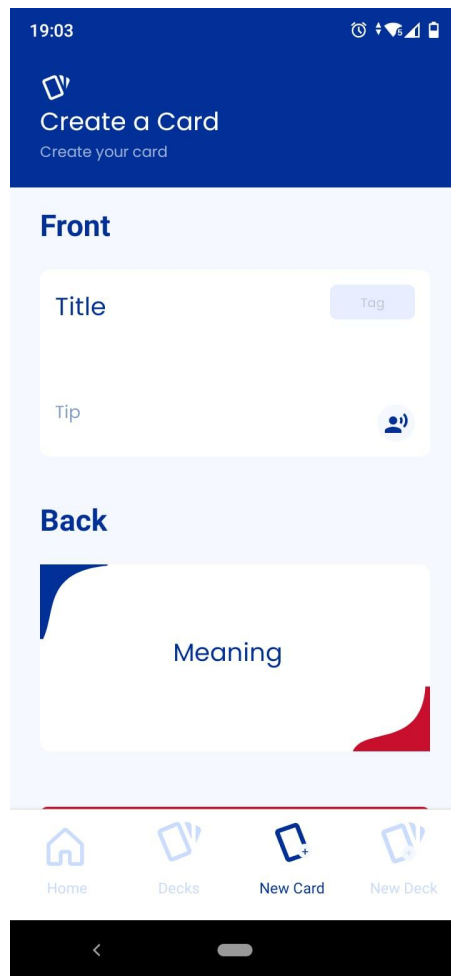 19:03
Create a Card
Create your card
Front
Title
Tag
Tip
Back
Meaning
Home
Decks
New Card
New Deck